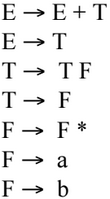 E → E + T
E → T
T → T F
T → F
F → F *
F → a
F → b